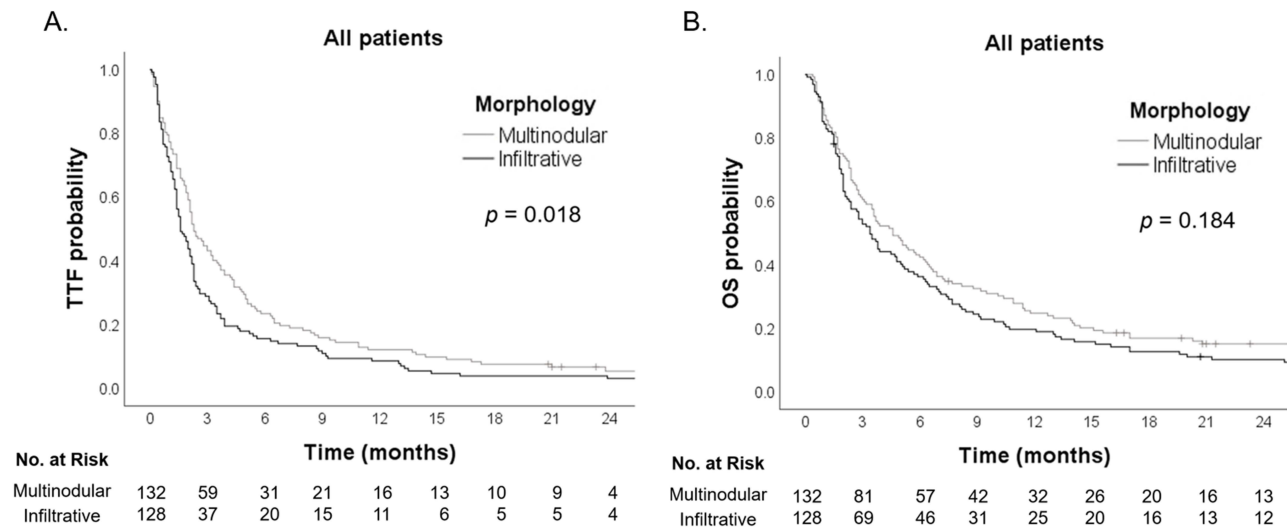 A.
All patients
TTF probability
1.0
0.8
0.6
0.4
0.2
0.0
Morphology
Multinodular
Infiltrative
p = 0.018
0 3 6 9 12 15 18 21 24
Time (months)
No. at Risk
Multinodular 132 59 31 21 16 13 10 9 4
Infiltrative 128 37 20 15 11 6 5 5 4
B.
All patients
OS probability
1.0
0.8
0.6
0.4
0.2
0.0
Morphology
Multinodular
Infiltrative
p = 0.184
0 3 6 9 12 15 18 21 24
Time (months)
No. at Risk
Multinodular 132 81 57 42 32 26 20 16 13
Infiltrative 128 69 46 31 25 20 16 13 12